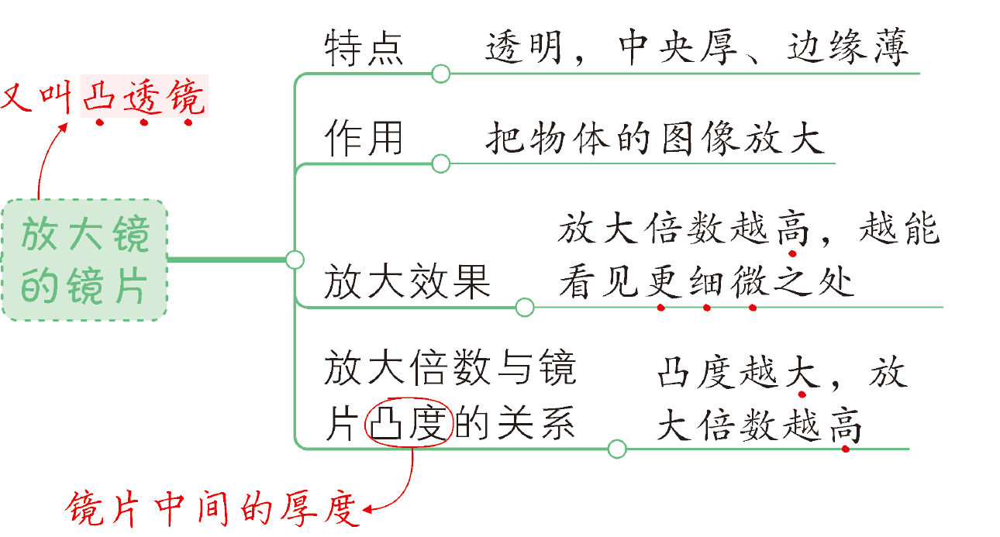 特点
透明，中央厚、边缘薄
又叫凸透镜
作用
把物体的图像放大
放大镜
的镜片
放大效果
放大倍数越高，越能
看见更细微之处
放大倍数与镜
片凸度的关系
凸度越大，放
大倍数越高
镜片中间的厚度